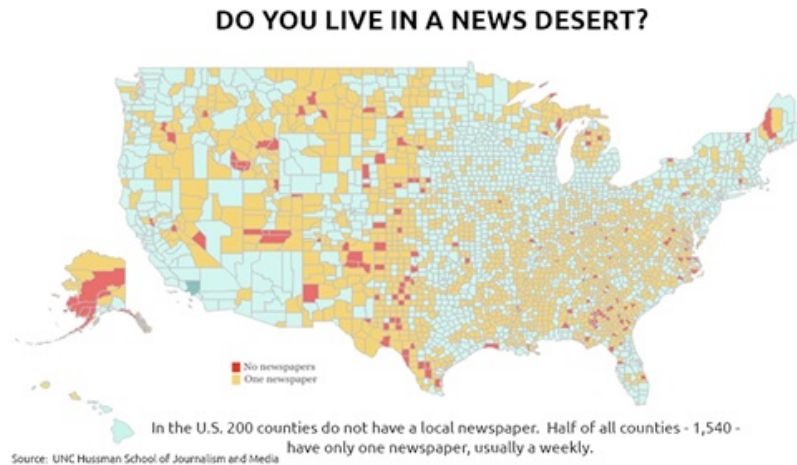 DO YOU LIVE IN A NEWS DESERT?
No newspapers
One newspaper
In the U.S. 200 counties do not have a local newspaper. Half of all counties - 1,540 -
have only one newspaper, usually a weekly.
Source: UNC Hussman School of Journalism and Media